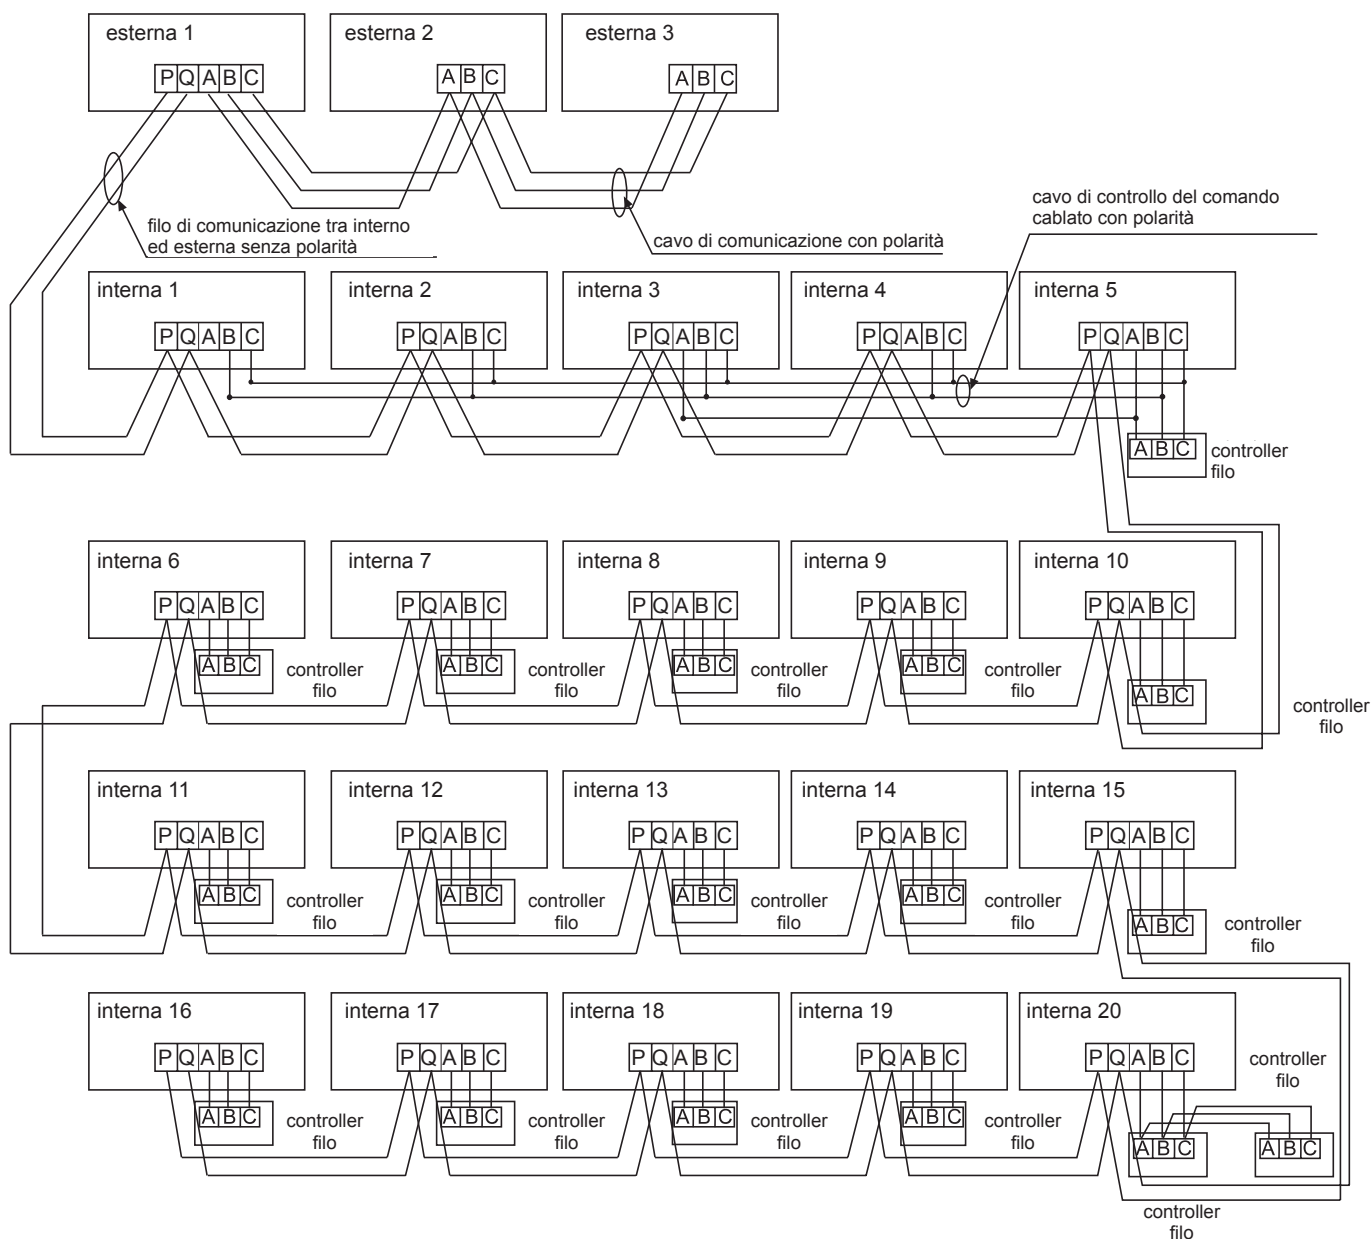 esterna 1
esterna 2
esterna 3
P Q A B C
A B C
A B C
filo di comunicazione tra interno
ed esterna senza polarità
cavo di comunicazione con polarità
cavo di controllo del comando
cablato con polarità
interna 1
interna 2
interna 3
interna 4
interna 5
P Q A B C
P Q A B C
P Q A B C
P Q A B C
P Q A B C
A B C
controller
filo
interna 6
interna 7
interna 8
interna 9
interna 10
P Q A B C
P Q A B C
P Q A B C
P Q A B C
P Q A B C
A B C
controller
filo
A B C
controller
filo
A B C
controller
filo
A B C
controller
filo
A B C
controller
filo
interna 11
interna 12
interna 13
interna 14
interna 15
P Q A B C
P Q A B C
P Q A B C
P Q A B C
P Q A B C
A B C
controller
filo
A B C
controller
filo
A B C
controller
filo
A B C
controller
filo
A B C
controller
filo
interna 16
interna 17
interna 18
interna 19
interna 20
P Q A B C
P Q A B C
P Q A B C
P Q A B C
P Q A B C
controller
filo
A B C
controller
filo
A B C
controller
filo
A B C
controller
filo
A B C
controller
filo
A B C
A B C
controller
filo